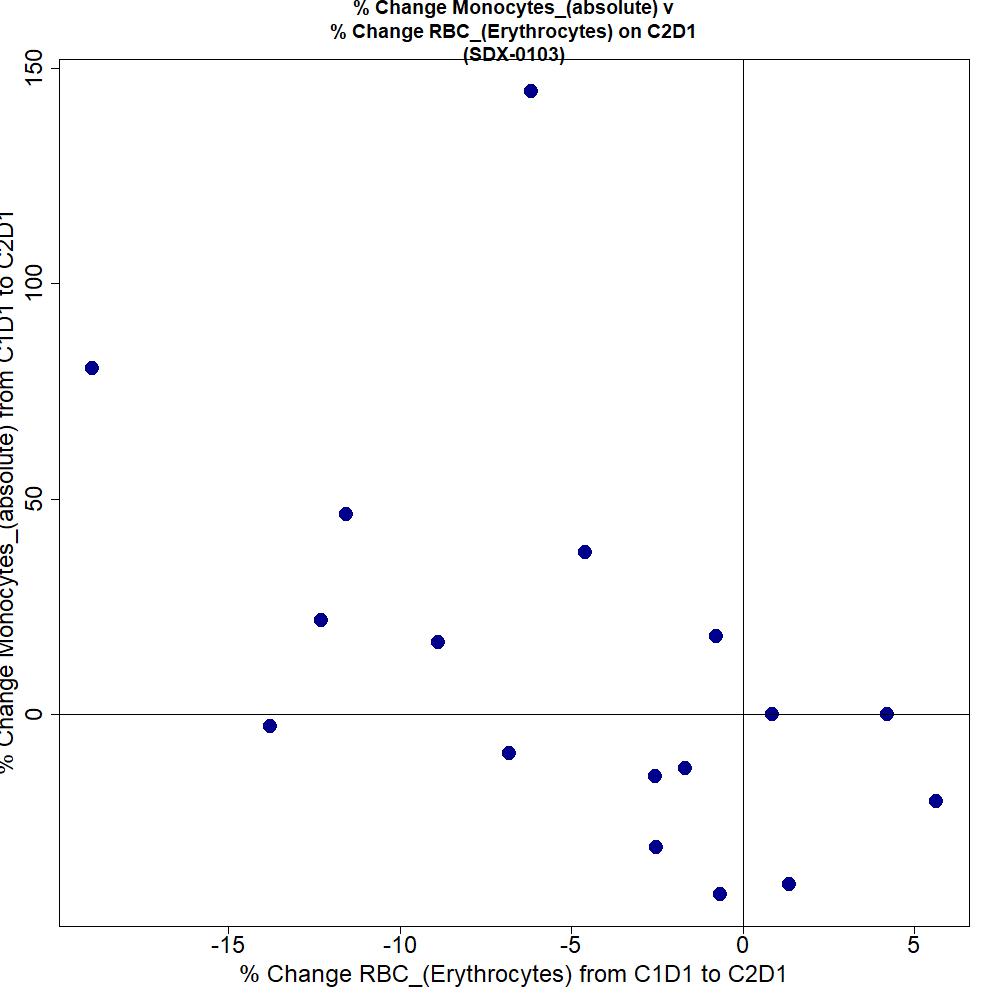 % Change Monocytes_(absolute) v
% Change RBC_(Erythrocytes) on C2D1
(SDX-0103)
% Change Monocytes_(absolute) from C1D1 to C2D1
150
100
50
0
-15 -10 -5 0 5
% Change RBC_(Erythrocytes) from C1D1 to C2D1